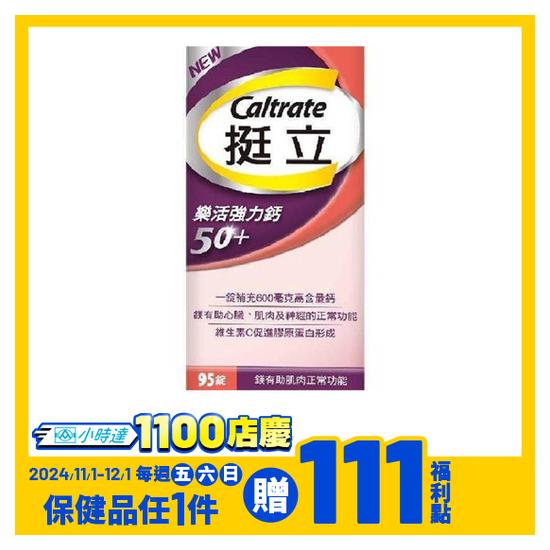 NEW
Caltrate
挺立
樂活強力鈣
50+
一錠補充600毫克高含量鈣
鎂有助心臟、肌肉及神經的正常功能
維生素C促進膠原蛋白形成
95錠 鎂有助肌肉正常功能
小時達 1100店慶
2024/11/1-12/1 每週五六日
保健品任1件 贈 111 福利點